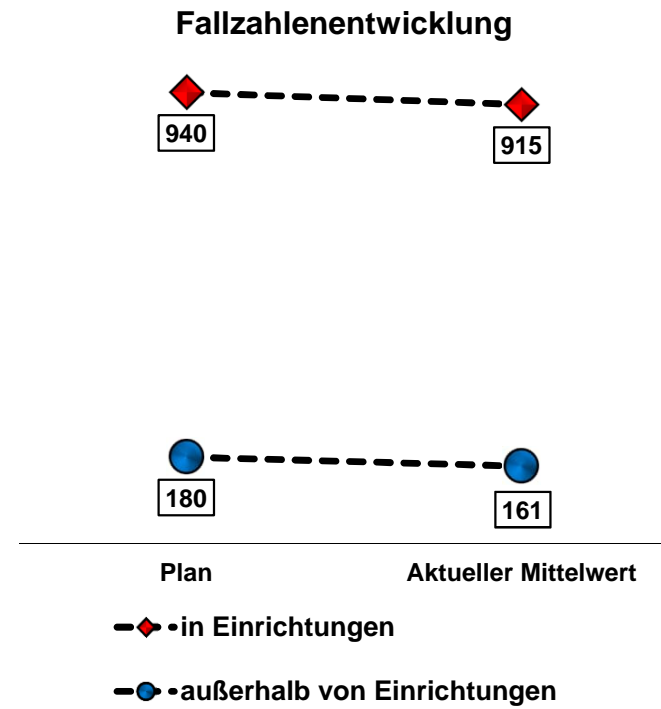 Fallzahlenentwicklung
940
915
180
161
Plan
Aktueller Mittelwert
in Einrichtungen
außerhalb von Einrichtungen